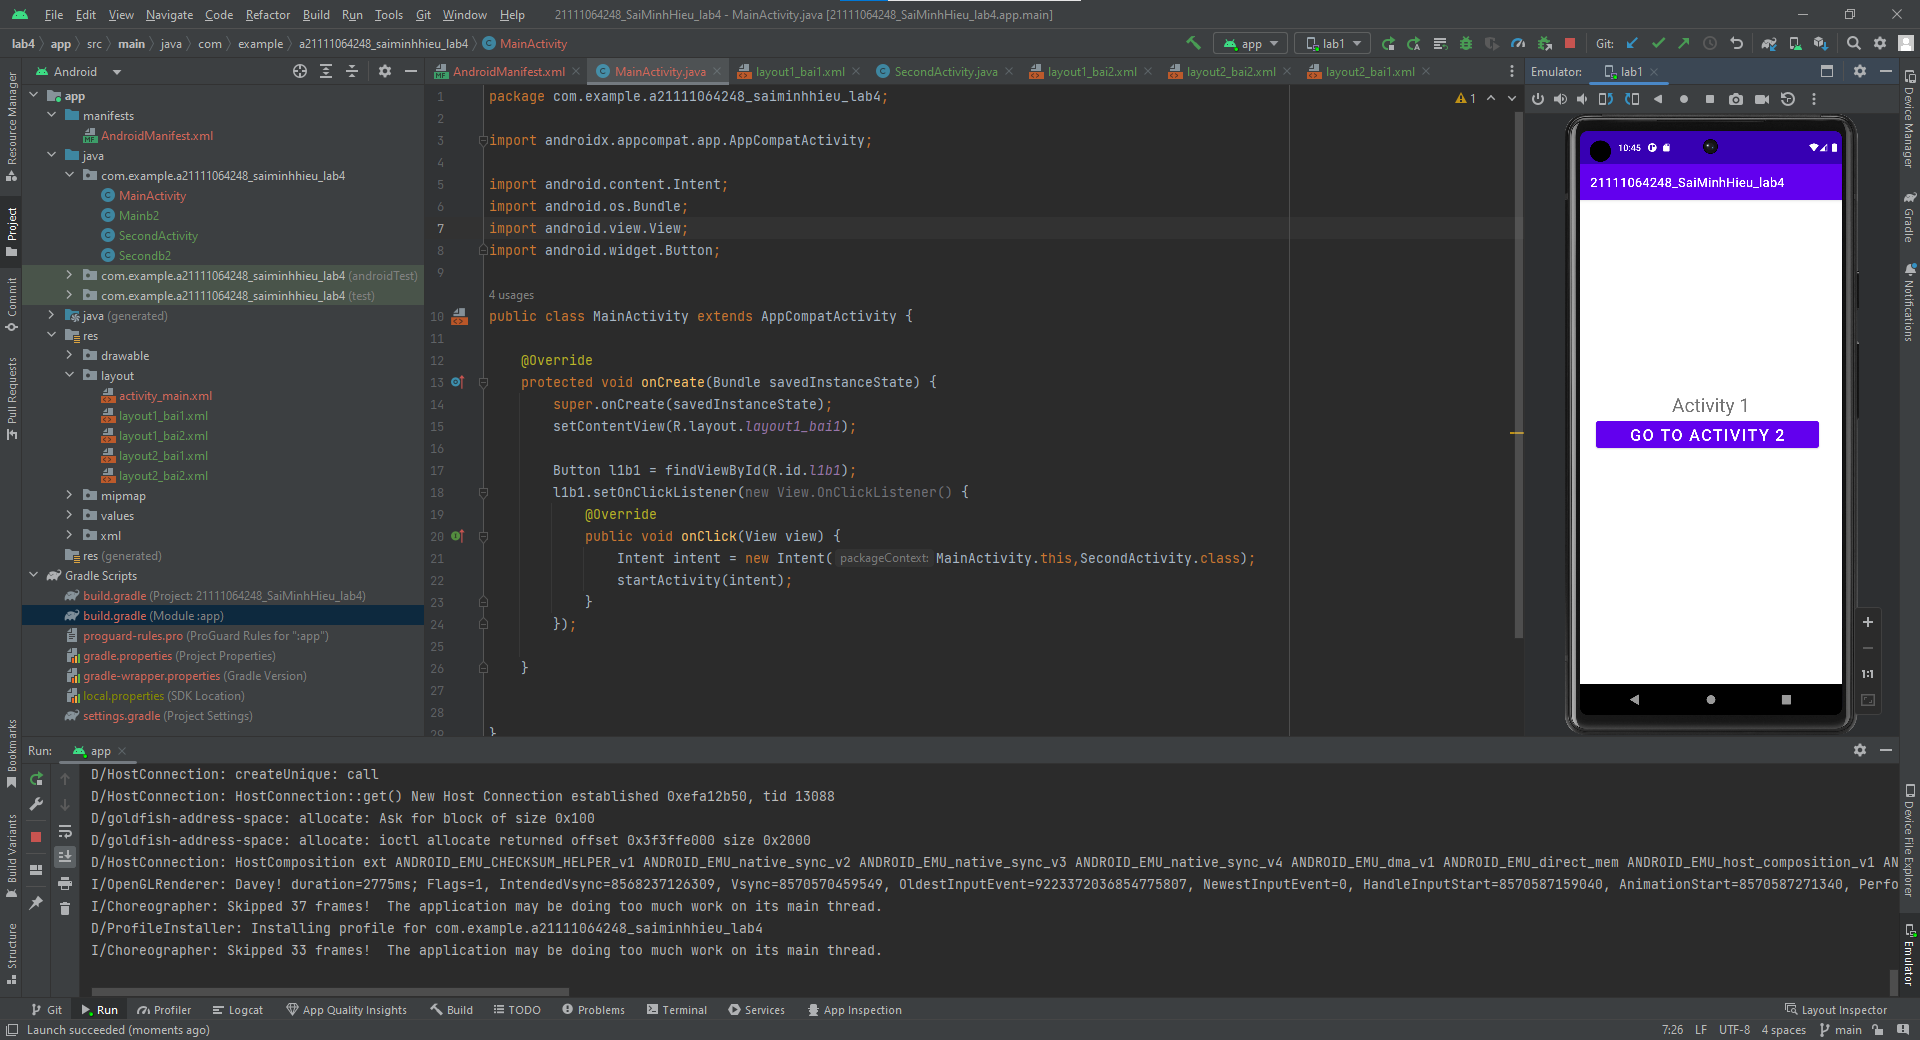 File Edit View Navigate Code Refactor Build Run Tools Git Window Help 21111064248_SaiMinhHieu_lab4 - MainActivity.java [21111064248_SaiMinhHieu_lab4.app.main]
lab4 app src main java com example a21111064248_saiminhhieu_lab4 MainActivity app lab1 Git:
Android
AndroidManifest.xml MainActivity.java layout1_bai1.xml SecondActivity.java layout1_bai2.xml layout2_bai2.xml layout2_bai1.xml
Emulator: lab1
Resource Manager
Project
Commit
Pull Requests
Bookmarks
Build Variants
Structure
app
manifests
AndroidManifest.xml
java
com.example.a21111064248_saiminhhieu_lab4
MainActivity
Mainb2
SecondActivity
Secondb2
com.example.a21111064248_saiminhhieu_lab4 (androidTest)
com.example.a21111064248_saiminhhieu_lab4 (test)
java (generated)
res
drawable
layout
activity_main.xml
layout1_bai1.xml
layout1_bai2.xml
layout2_bai1.xml
layout2_bai2.xml
mipmap
values
xml
res (generated)
Gradle Scripts
build.gradle (Project: 21111064248_SaiMinHHieu_lab4)
build.gradle (Module :app)
proguard-rules.pro (ProGuard Rules for ":app")
gradle.properties (Project Properties)
gradle-wrapper.properties (Gradle Version)
local.properties (SDK Location)
settings.gradle (Project Settings)
1 package com.example.a21111064248_saiminhhieu_lab4; 1
2
3 import androidx.appcompat.app.AppCompatActivity;
4
5 import android.content.Intent;
6 import android.os.Bundle;
7 import android.view.View;
8 import android.widget.Button;
9
4 usages
10 public class MainActivity extends AppCompatActivity {
11
12 @Override
13 protected void onCreate(Bundle savedInstanceState) {
14 super.onCreate(savedInstanceState);
15 setContentView(R.layout.layout1_bai1);
16
17 Button l1b1 = findViewById(R.id.l1b1);
18 l1b1.setOnClickListener(new View.OnClickListener() {
19 @Override
20 public void onClick(View view) {
21 Intent intent = new Intent( packageContext: MainActivity.this,SecondActivity.class);
22 startActivity(intent);
23 }
24 });
25
26 }
27
28
29 }
10:45
21111064248_SaiMinhHieu_lab4
Activity 1
GO TO ACTIVITY 2
1:1
Device Manager
Gradle
Notifications
Device File Explorer
Emulator
Run: app
D/HostConnection: createUnique: call
D/HostConnection: HostConnection::get() New Host Connection established 0xefa12b50, tid 13088
D/goldfish-address-space: allocate: Ask for block of size 0x100
D/goldfish-address-space: allocate: ioctl allocate returned offset 0x3f3ffe000 size 0x2000
D/HostConnection: HostComposition ext ANDROID_EMU_CHECKSUM_HELPER_v1 ANDROID_EMU_native_sync_v2 ANDROID_EMU_native_sync_v3 ANDROID_EMU_native_sync_v4 ANDROID_EMU_dma_v1 ANDROID_EMU_direct_mem ANDROID_EMU_host_composition_v1 AN
I/OpenGLRenderer: Davey! duration=2775ms; Flags=1, IntendedVsync=8568237126309, Vsync=8570570459549, OldestInputEvent=9223372036854775807, NewestInputEvent=0, HandleInputStart=8570587159040, AnimationStart=8570587271340, Perfo
I/Choreographer: Skipped 37 frames! The application may be doing too much work on its main thread.
D/ProfileInstaller: Installing profile for com.example.a21111064248_saiminhhieu_lab4
I/Choreographer: Skipped 33 frames! The application may be doing too much work on its main thread.
Git Run Profiler Logcat App Quality Insights Build TODO Problems Terminal Services App Inspection Layout Inspector
Launch succeeded (moments ago) 7:26 LF UTF-8 4 spaces main